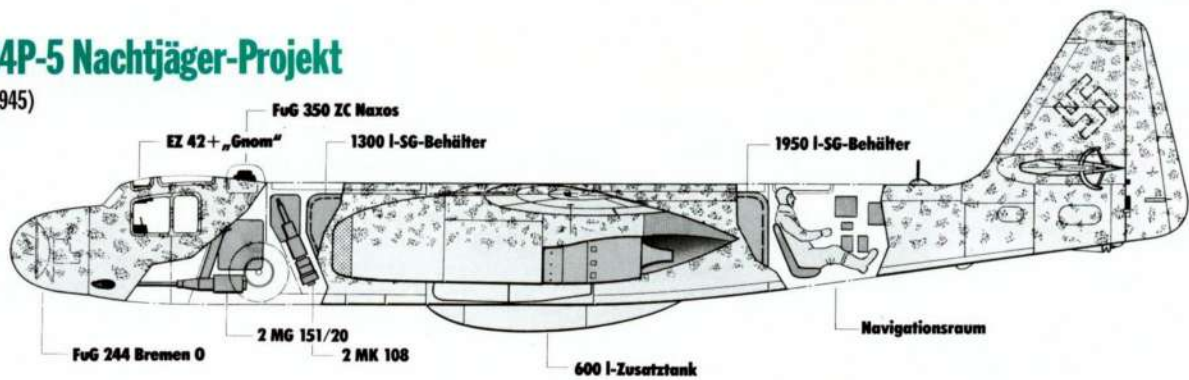 4P-5 Nachtjäger-Projekt
945)
FuG 350 ZC Naxos
EZ 42+„Gnom“
1300 l-SG-Behälter
1950 l-SG-Behälter
2 MG 151/20
Navigationsraum
FuG 244 Bremen O
2 MK 108
600 l-Zusatztank